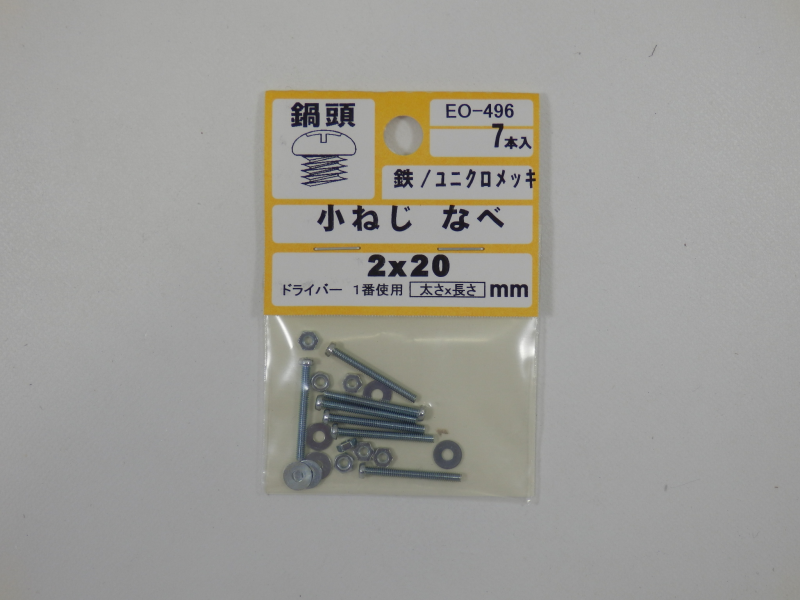 鍋頭
EO-496
7本入
鉄/ユニクロメッキ
小ねじ なべ
2x20
ドライバー 1番使用 太さx長さ mm